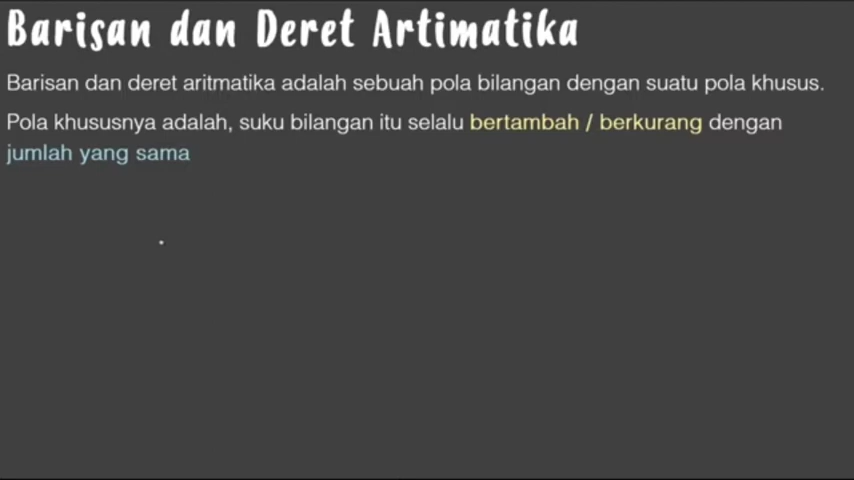 Barisan dan Deret Artimatika
Barisan dan deret aritmatika adalah sebuah pola bilangan dengan suatu pola khusus.
Pola khususnya adalah, suku bilangan itu selalu bertambah / berkurang dengan
jumlah yang sama